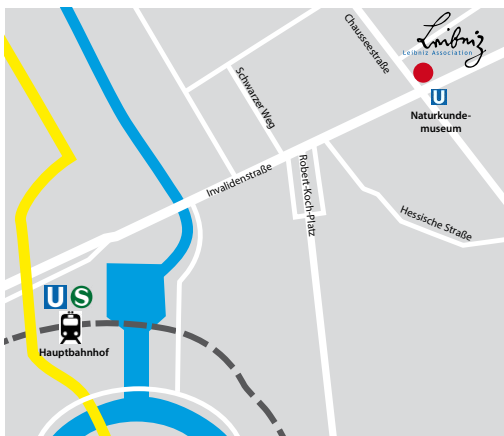 Leibniz
Leibniz Association
Chausseestraße
U
Naturkunde-
museum
Schwarzer Weg
Invalidenstraße
Robert-Koch-Platz
Hessische Straße
U S
Hauptbahnhof